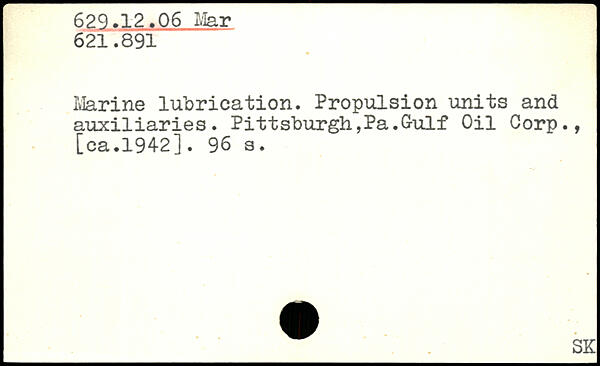 629.12.06 Mar
621.891
Marine lubrication. Propulsion units and
auxiliaries. Pittsburgh,Pa.Gulf Oil Corp.,
[ca.1942]. 96 s.
SK